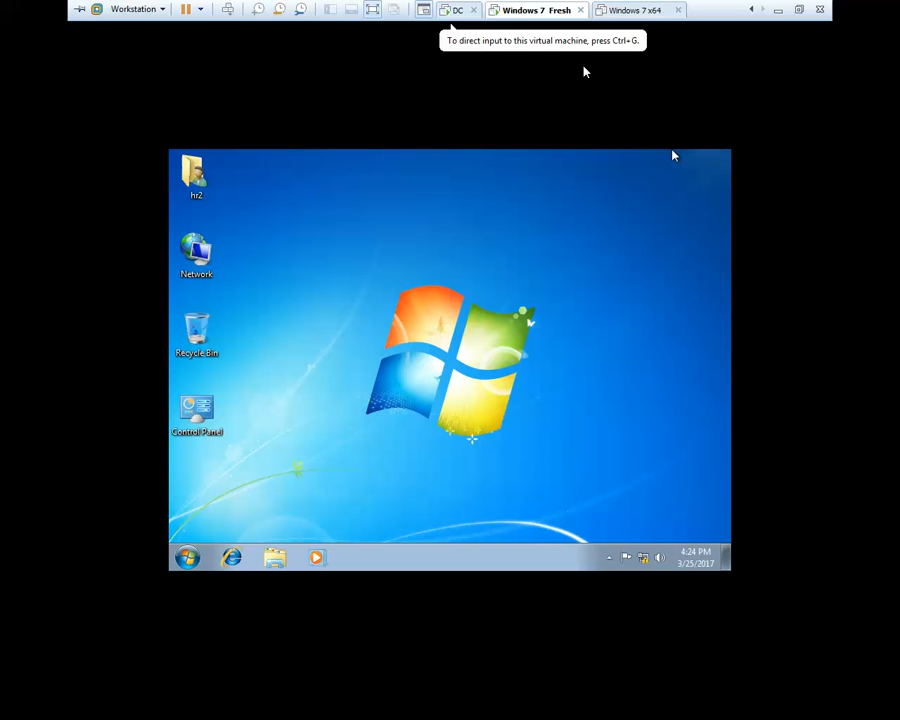 Workstation
DC
Windows 7 Fresh
Windows 7 x64
To direct input to this virtual machine, press Ctrl+G.
hr2
Network
Recycle Bin
Control Panel
4:24 PM
3/25/2017